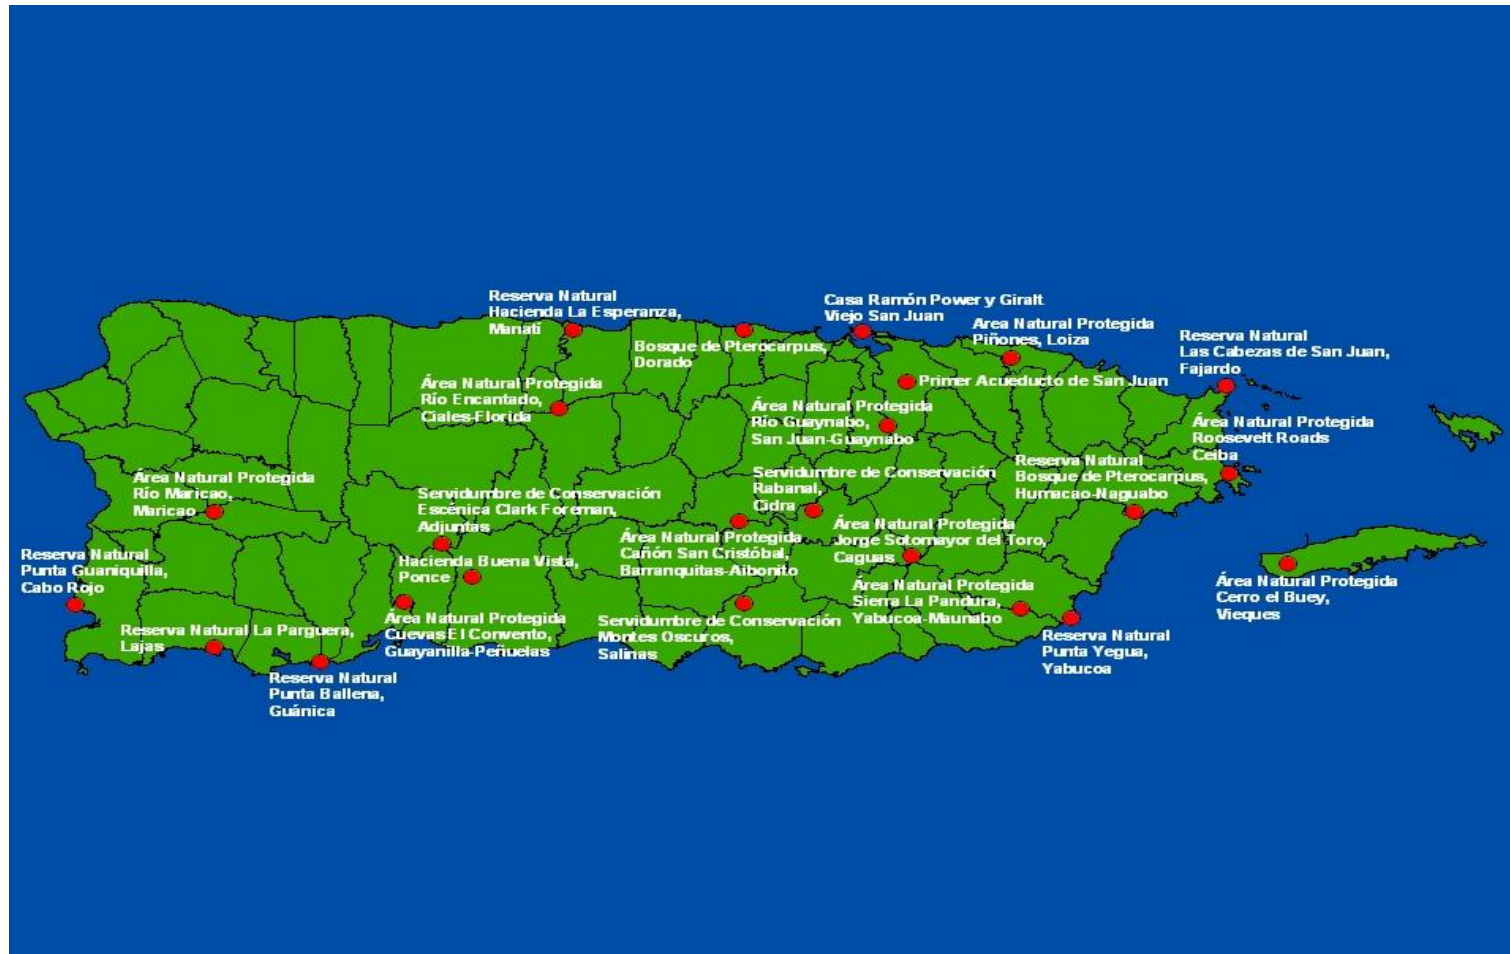 Reserva Natural
Hacienda La Esperanza,
Manatí
Casa Ramón Power y Giralt
Viejo San Juan
Area Natural Protegida
Piñones, Loiza
Reserva Natural
Las Cabezas de San Juan,
Fajardo
Bosque de Pterocarpus,
Dorado
Primer Acueducto de San Juan
Área Natural Protegida
Río Encantado,
Ciales-Florida
Área Natural Protegida
Río Guaynabo,
San Juan-Guaynabo
Área Natural Protegida
Roosevelt Roads
Ceiba
Reserva Natural
Bosque de Pterocarpus,
Humacao-Naguabo
Servidumbre de Conservación
Rabanal,
Cidra
Área Natural Protegida
Río Maricao,
Maricao
Servidumbre de Conservación
Escénica Clark Foreman,
Adjuntas
Área Natural Protegida
Jorge Sotomayor del Toro,
Caguas
Área Natural Protegida
Cañón San Cristóbal,
Barranquitas-Aibonito
Reserva Natural
Punta Guaniquilla,
Cabo Rojo
Hacienda Buena Vista,
Ponce
Área Natural Protegida
Sierra La Pandura,
Yabucoa-Maunabo
Área Natural Protegida
Cerro el Buey,
Vieques
Área Natural Protegida
Cuevas El Convento,
Guayanilla-Peñuelas
Servidumbre de Conservación
Montes Oscuros,
Salinas
Reserva Natural La Parguera,
Lajas
Reserva Natural
Punta Yegua,
Yabucoa
Reserva Natural
Punta Ballena,
Guánica